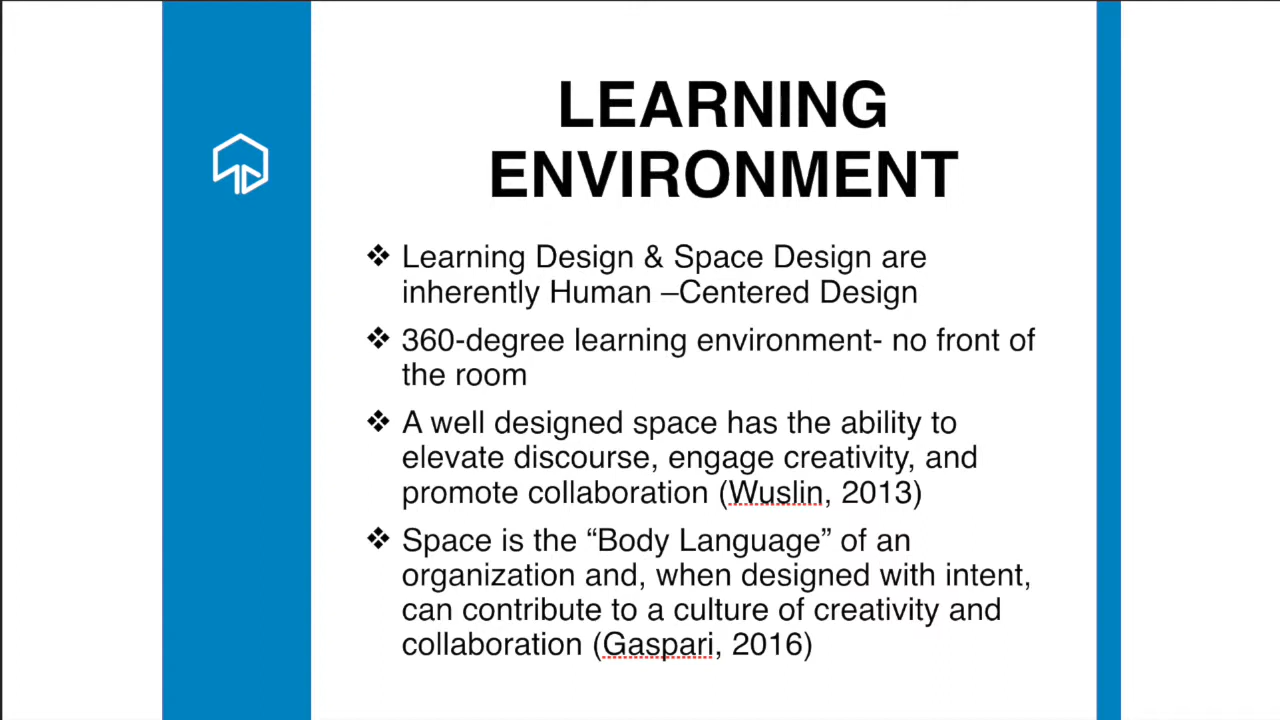 LEARNING
ENVIRONMENT
❖ Learning Design & Space Design are
inherently Human –Centered Design
❖ 360-degree learning environment- no front of
the room
❖ A well designed space has the ability to
elevate discourse, engage creativity, and
promote collaboration (Wuslin, 2013)
❖ Space is the “Body Language” of an
organization and, when designed with intent,
can contribute to a culture of creativity and
collaboration (Gaspari, 2016)